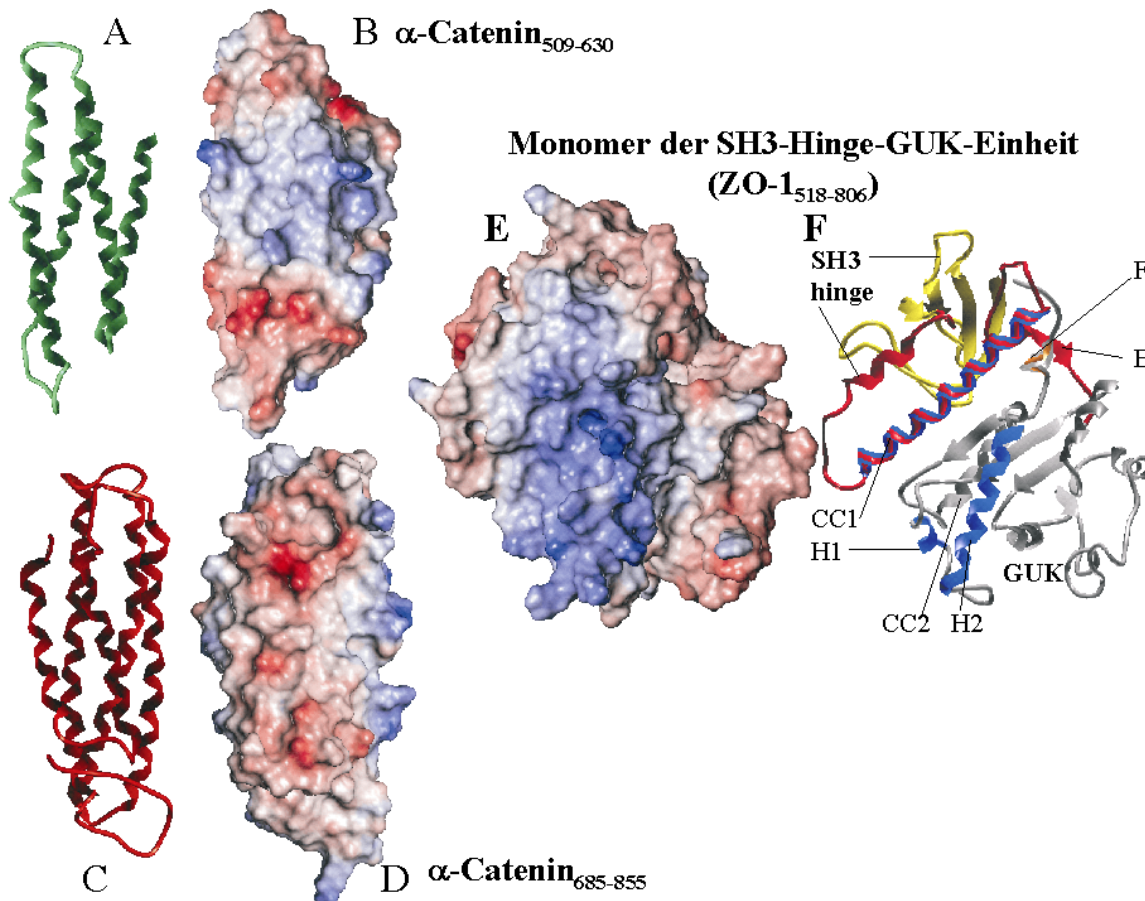 A
B α-Catenin509-630
Monomer der SH3-Hinge-GUK-Einheit
(ZO-1518-806)
E
F
SH3
hinge
F
E
CC1
H1
GUK
CC2
H2
C
D α-Catenin685-855